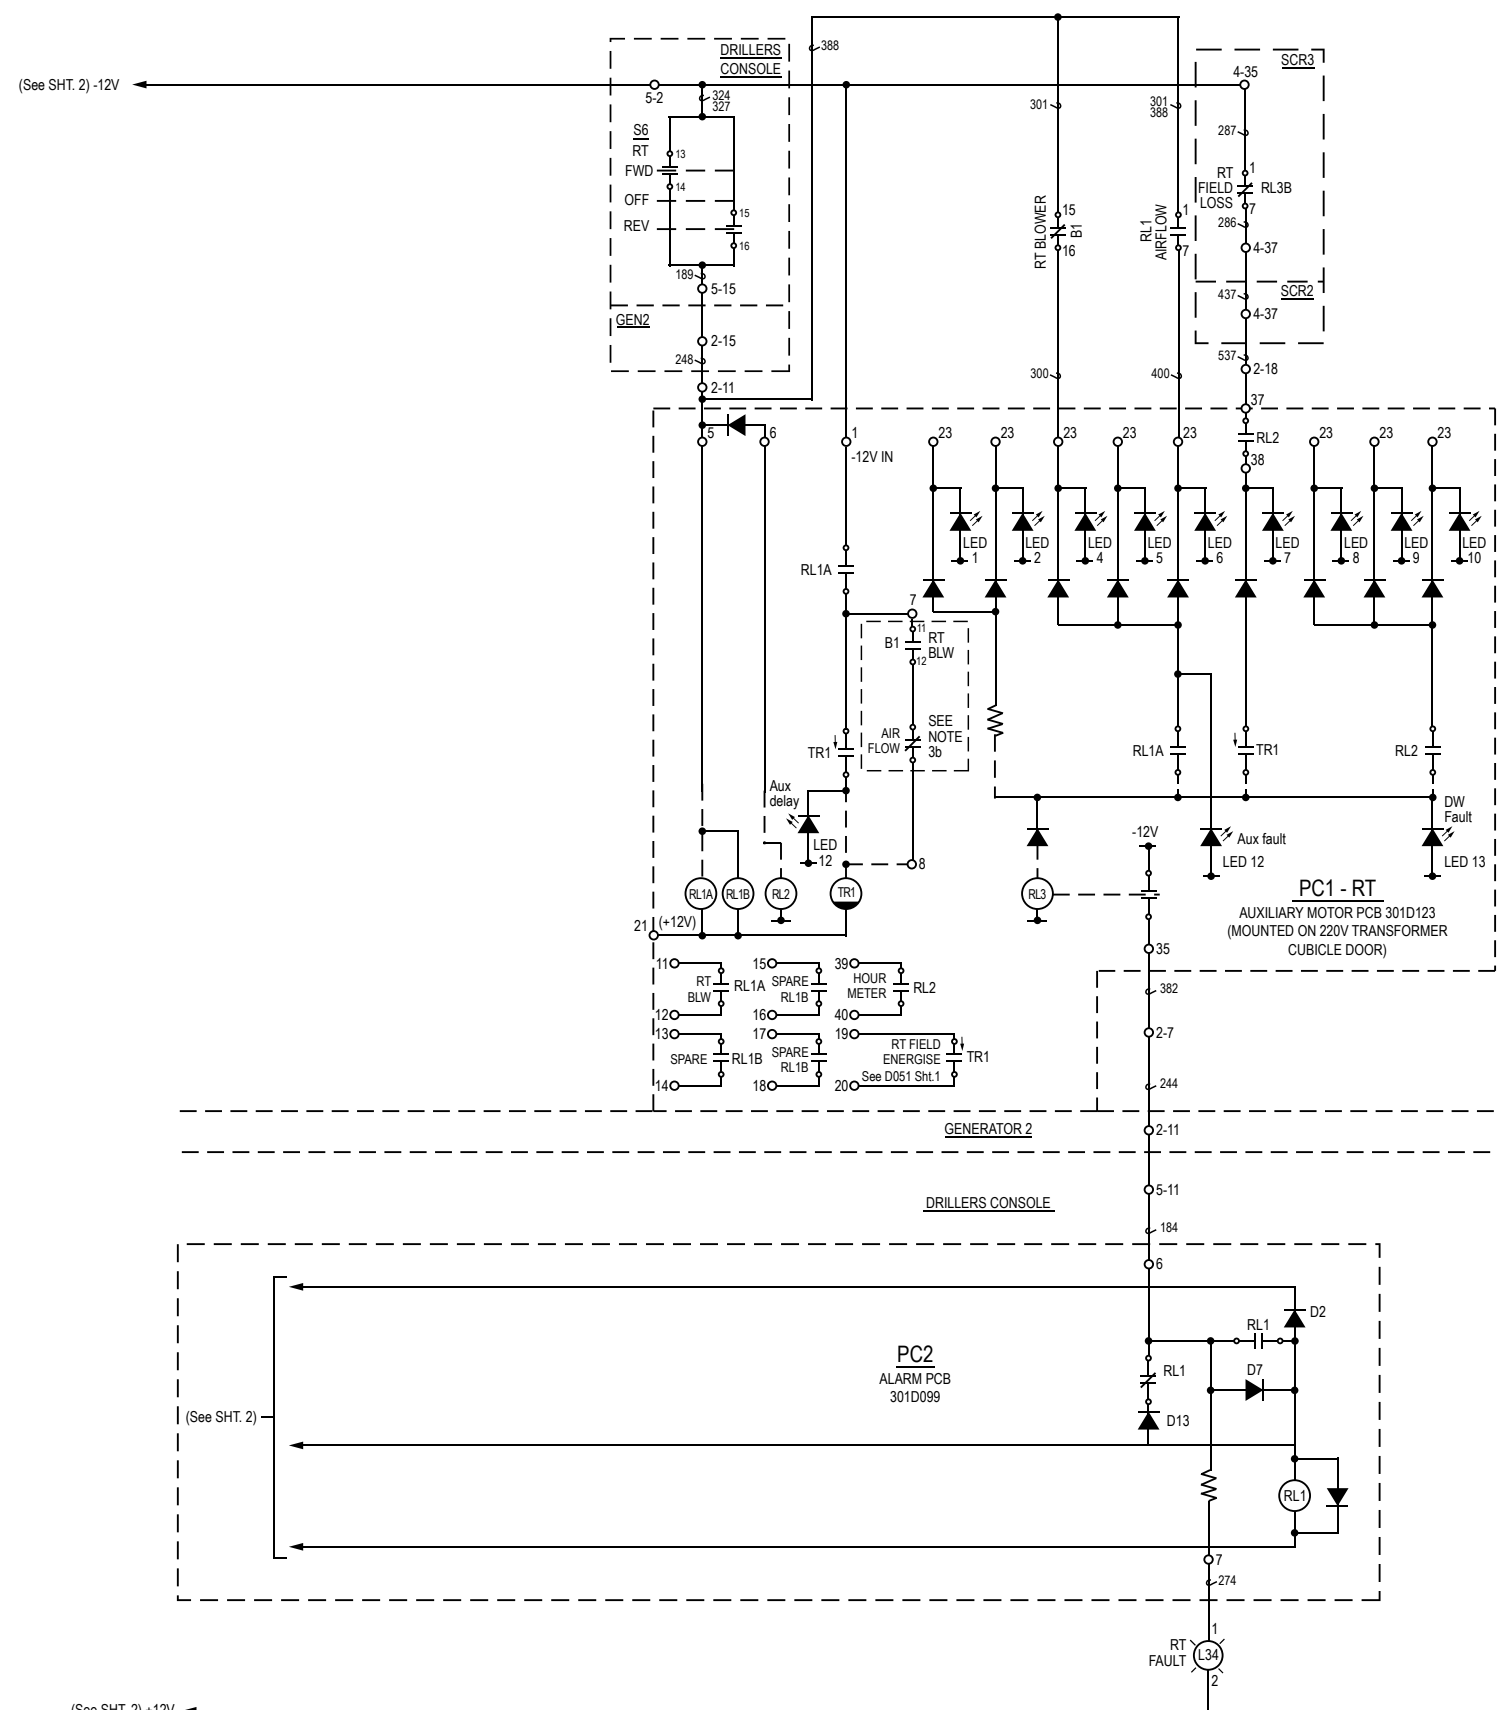 388
DRILLERS
CONSOLE
SCR3
(See SHT. 2) -12V
5-2
324
327
4-35
301
301
388
S6
RT
13
FWD
14
OFF
15
REV
16
287
1
RT
FIELD
LOSS
RL3B
7
286
4-37
RT BLOWER
15
B1
16
RL1
AIRFLOW
1
7
189
5-15
GEN2
437
SCR2
4-37
2-15
248
300
400
537
2-18
2-11
37
5
6
1
-12V IN
23
23
23
23
23
RL2
38
23
23
23
LED
1
LED
2
LED
4
LED
5
LED
6
LED
7
LED
8
LED
9
LED
10
RL1A
7
11
B1
RT
BLW
12
AIR
FLOW
SEE
NOTE
3b
TR1
RL1A
TR1
RL2
Aux
delay
LED
12
8
-12V
Aux fault
LED 12
DW
Fault
LED 13
RL1A
RL1B
RL2
TR1
RL3
PC1 - RT
AUXILIARY MOTOR PCB 301D123
(MOUNTED ON 220V TRANSFORMER
CUBICLE DOOR)
21
(+12V)
35
11
RT
BLW
RL1A
12
15
SPARE
RL1B
16
39
HOUR
METER
RL2
40
382
13
SPARE
RL1B
14
17
SPARE
RL1B
18
19
RT FIELD
ENERGISE
TR1
See D051 Sht.1
20
2-7
244
GENERATOR 2
2-11
5-11
DRILLERS CONSOLE
184
6
D2
RL1
PC2
ALARM PCB
301D099
RL1
D7
(See SHT. 2)
D13
RL1
7
274
1
RT
FAULT
L34
2
(See SHT. 2) +12V